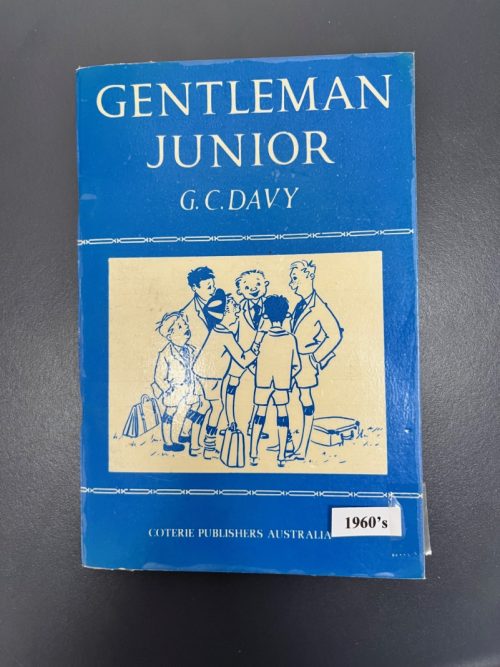 GENTLEMAN
JUNIOR
G. C. DAVY
COTERIE PUBLISHERS AUSTRALIA
1960's